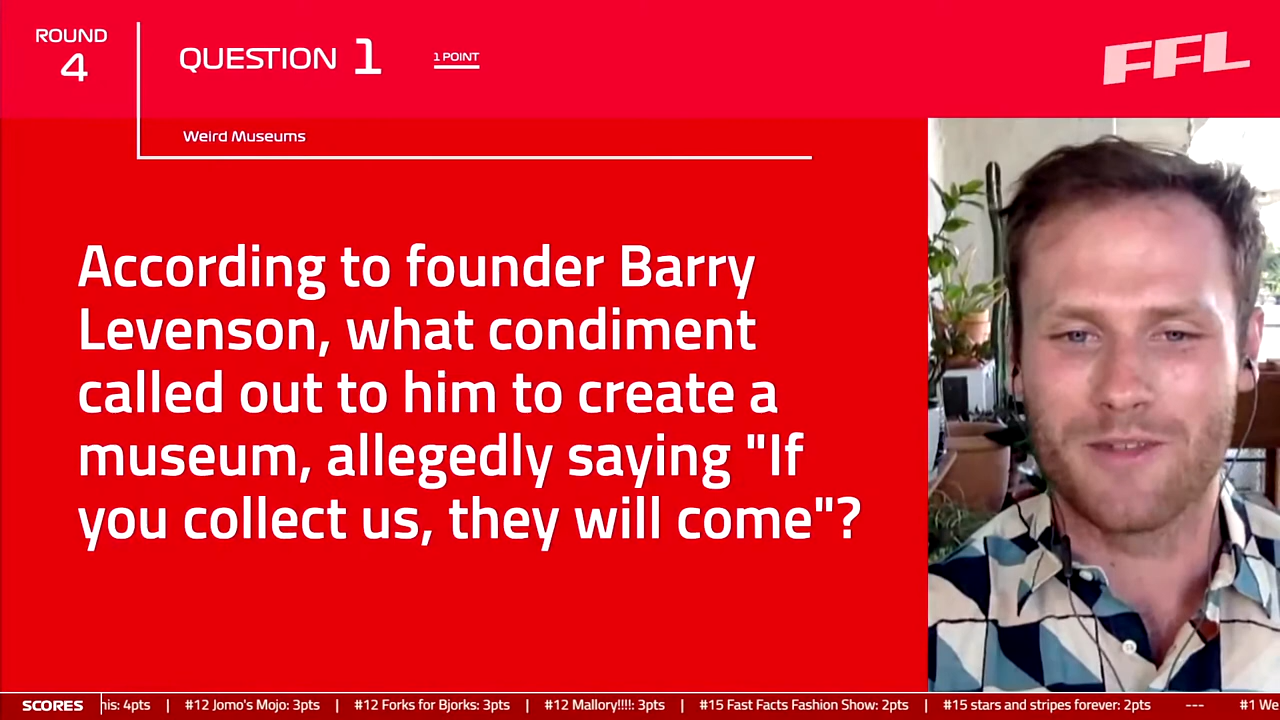 ROUND
4
QUESTION 1
1 POINT
FFL
Weird Museums
According to founder Barry
Levenson, what condiment
called out to him to create a
museum, allegedly saying "If
you collect us, they will come"?
SCORES his: 4pts | #12 Jomo's Mojo: 3pts | #12 Forks for Bjorks: 3pts | #12 Mallory!!!!: 3pts | #15 Fast Facts Fashion Show: 2pts | #15 stars and stripes forever: 2pts --- #1 We